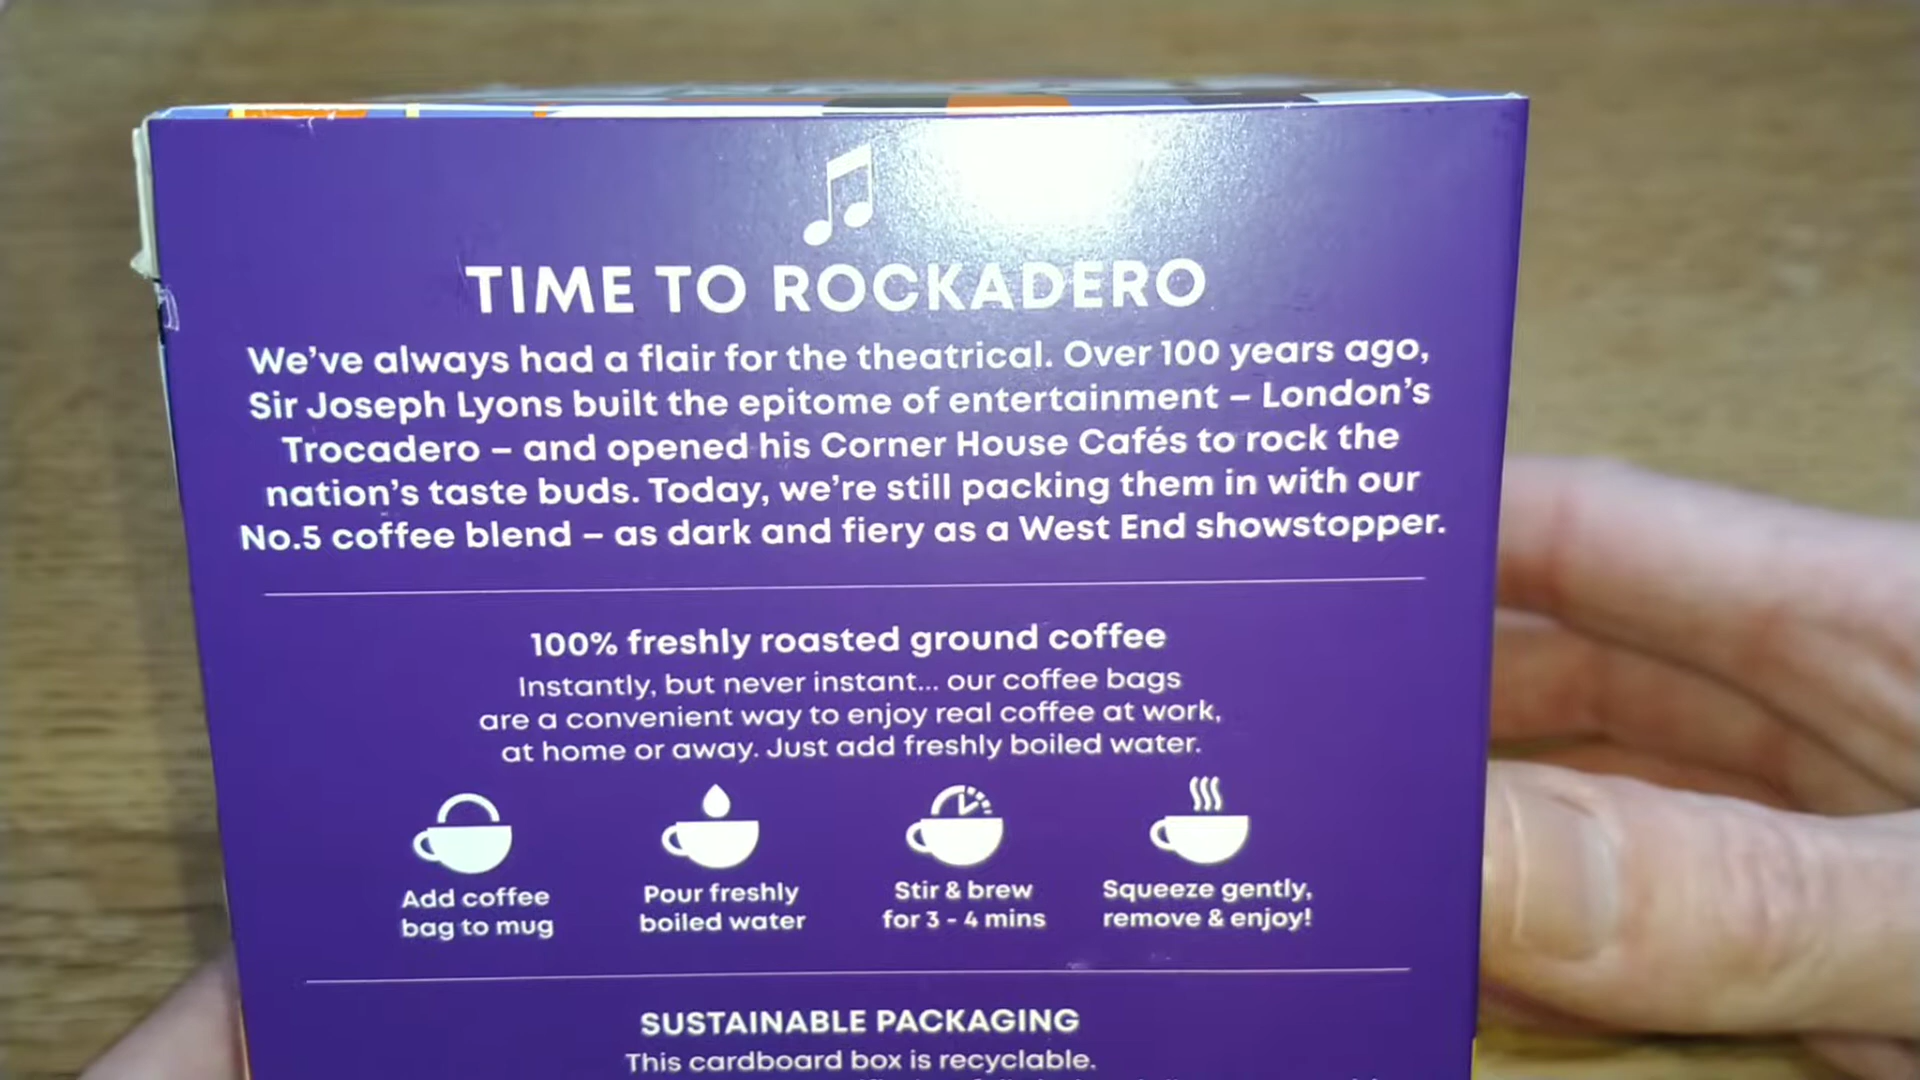 TIME TO ROCKADERO
We've always had a flair for the theatrical. Over 100 years ago,
Sir Joseph Lyons built the epitome of entertainment – London's
Trocadero – and opened his Corner House Cafés to rock the
nation's taste buds. Today, we're still packing them in with our
No.5 coffee blend – as dark and fiery as a West End showstopper.
100% freshly roasted ground coffee
Instantly, but never instant... our coffee bags
are a convenient way to enjoy real coffee at work,
at home or away. Just add freshly boiled water.
Add coffee
bag to mug
Pour freshly
boiled water
Stir & brew
for 3 - 4 mins
Squeeze gently,
remove & enjoy!
SUSTAINABLE PACKAGING
This cardboard box is recyclable.